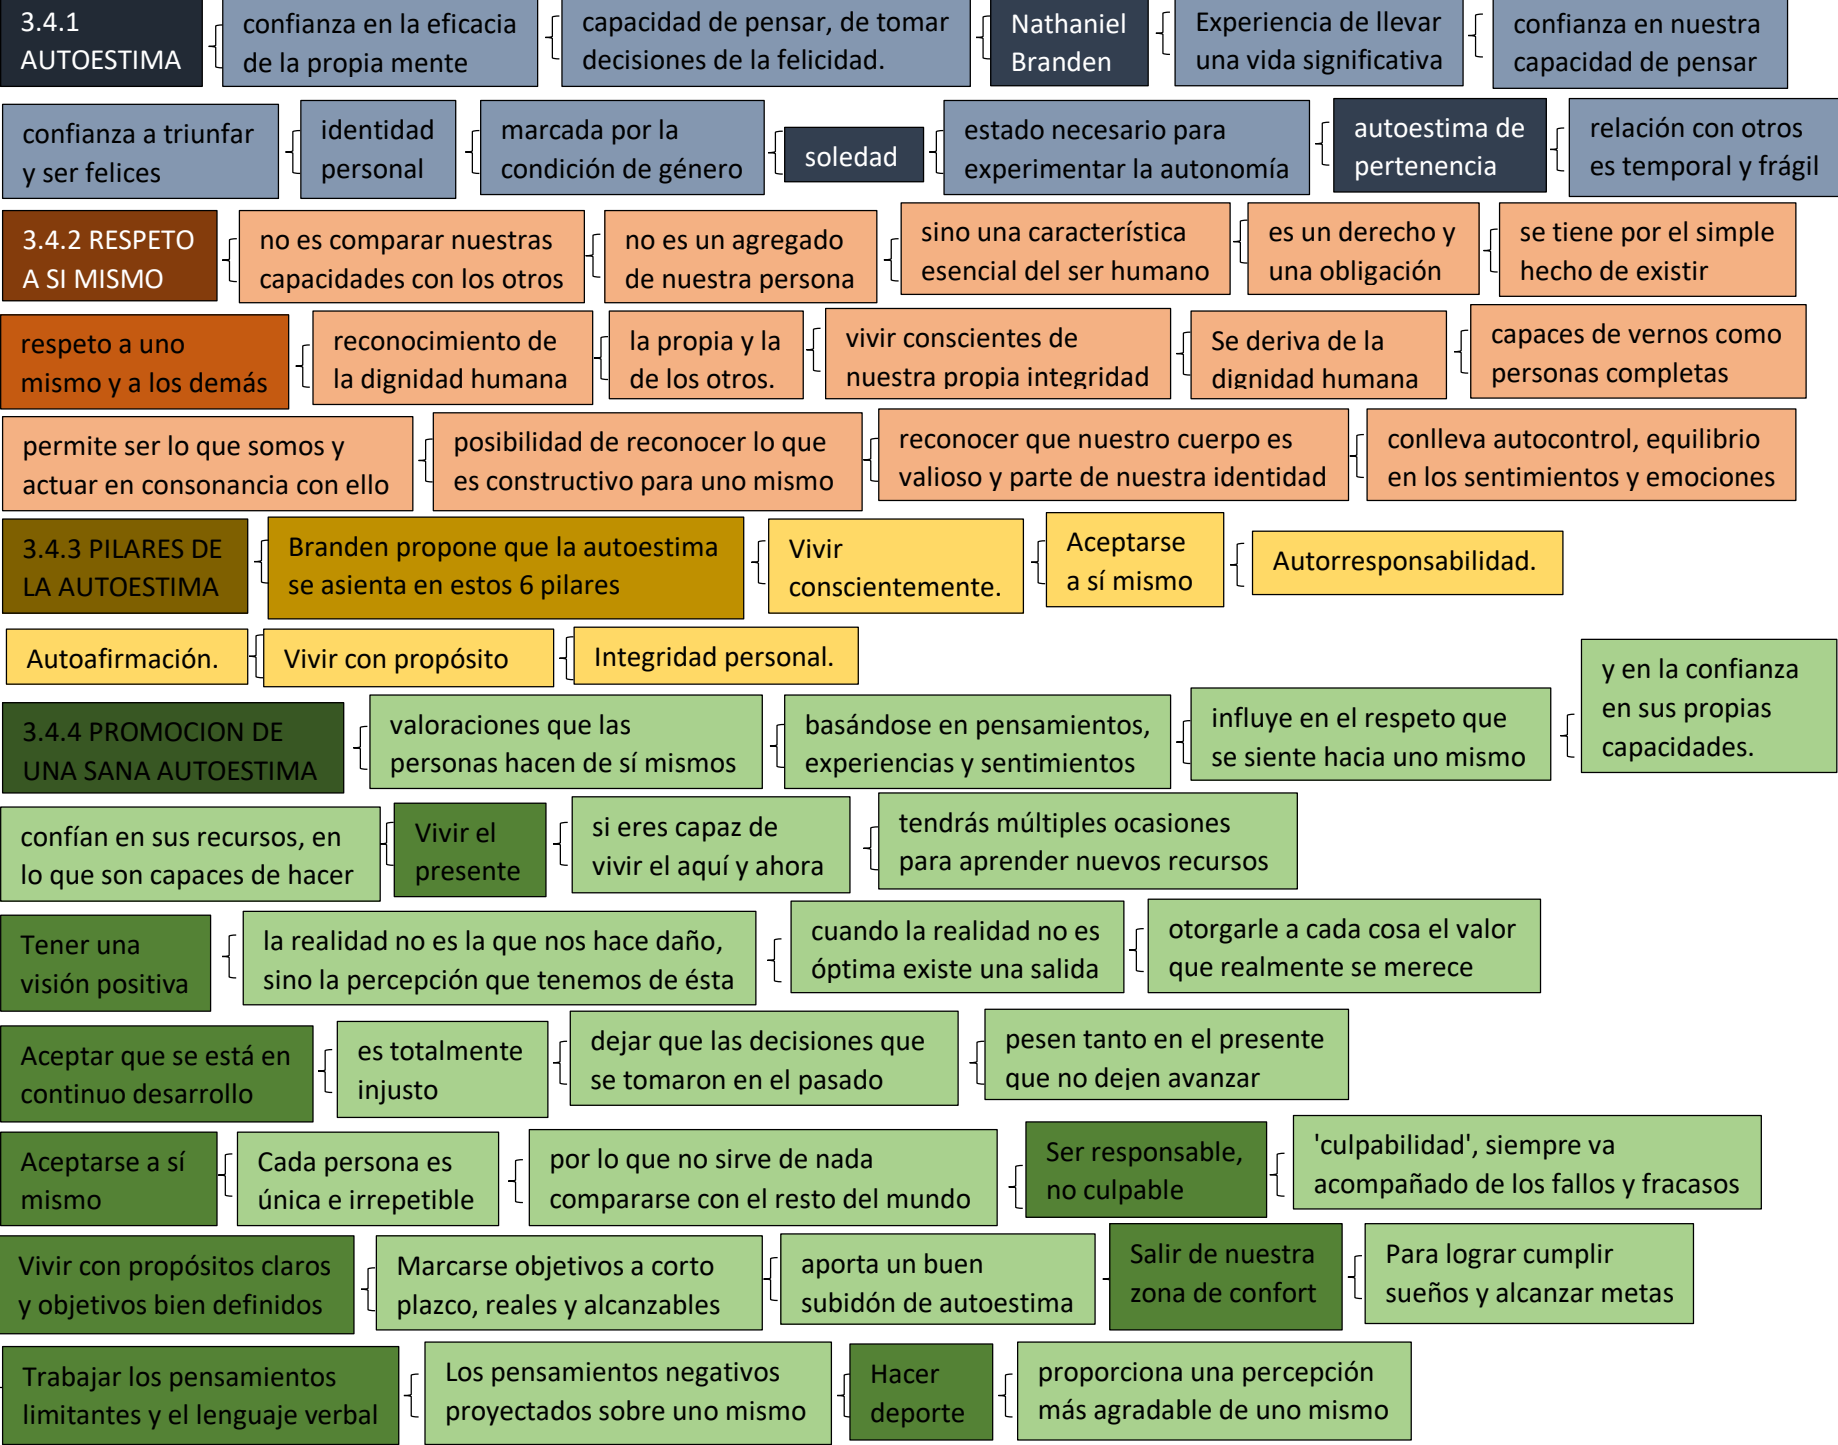 3.4.1
AUTOESTIMA
confianza en la eficacia
de la propia mente
capacidad de pensar, de tomar
decisiones de la felicidad.
Nathaniel
Branden
Experiencia de llevar
una vida significativa
confianza en nuestra
capacidad de pensar
confianza a triunfar
y ser felices
identidad
personal
marcada por la
condición de género
soledad
estado necesario para
experimentar la autonomía
autoestima de
pertenencia
relación con otros
es temporal y frágil
3.4.2 RESPETO
A SI MISMO
no es comparar nuestras
capacidades con los otros
no es un agregado
de nuestra persona
sino una característica
esencial del ser humano
es un derecho y
una obligación
se tiene por el simple
hecho de existir
respeto a uno
mismo y a los demás
reconocimiento de
la dignidad humana
la propia y la
de los otros.
vivir conscientes de
nuestra propia integridad
Se deriva de la
dignidad humana
capaces de vernos como
personas completas
permite ser lo que somos y
actuar en consonancia con ello
posibilidad de reconocer lo que
es constructivo para uno mismo
reconocer que nuestro cuerpo es
valioso y parte de nuestra identidad
conlleva autocontrol, equilibrio
en los sentimientos y emociones
3.4.3 PILARES DE
LA AUTOESTIMA
Branden propone que la autoestima
se asienta en estos 6 pilares
Vivir
conscientemente.
Aceptarse
a sí mismo
Autorresponsabilidad.
Autoafirmación.
Vivir con propósito
Integridad personal.
3.4.4 PROMOCION DE
UNA SANA AUTOESTIMA
valoraciones que las
personas hacen de sí mismos
basándose en pensamientos,
experiencias y sentimientos
influye en el respeto que
se siente hacia uno mismo
y en la confianza
en sus propias
capacidades.
confían en sus recursos, en
lo que son capaces de hacer
Vivir el
presente
si eres capaz de
vivir el aquí y ahora
tendrás múltiples ocasiones
para aprender nuevos recursos
Tener una
visión positiva
la realidad no es la que nos hace daño,
sino la percepción que tenemos de ésta
cuando la realidad no es
óptima existe una salida
otorgarle a cada cosa el valor
que realmente se merece
Aceptar que se está en
continuo desarrollo
es totalmente
injusto
dejar que las decisiones que
se tomaron en el pasado
pesen tanto en el presente
que no dejen avanzar
Aceptarse a sí
mismo
Cada persona es
única e irrepetible
por lo que no sirve de nada
compararse con el resto del mundo
Ser responsable,
no culpable
'culpabilidad', siempre va
acompañado de los fallos y fracasos
Vivir con propósitos claros
y objetivos bien definidos
Marcarse objetivos a corto
plazco, reales y alcanzables
aporta un buen
subidón de autoestima
Salir de nuestra
zona de confort
Para lograr cumplir
sueños y alcanzar metas
Trabajar los pensamientos
limitantes y el lenguaje verbal
Los pensamientos negativos
proyectados sobre uno mismo
Hacer
deporte
proporciona una percepción
más agradable de uno mismo